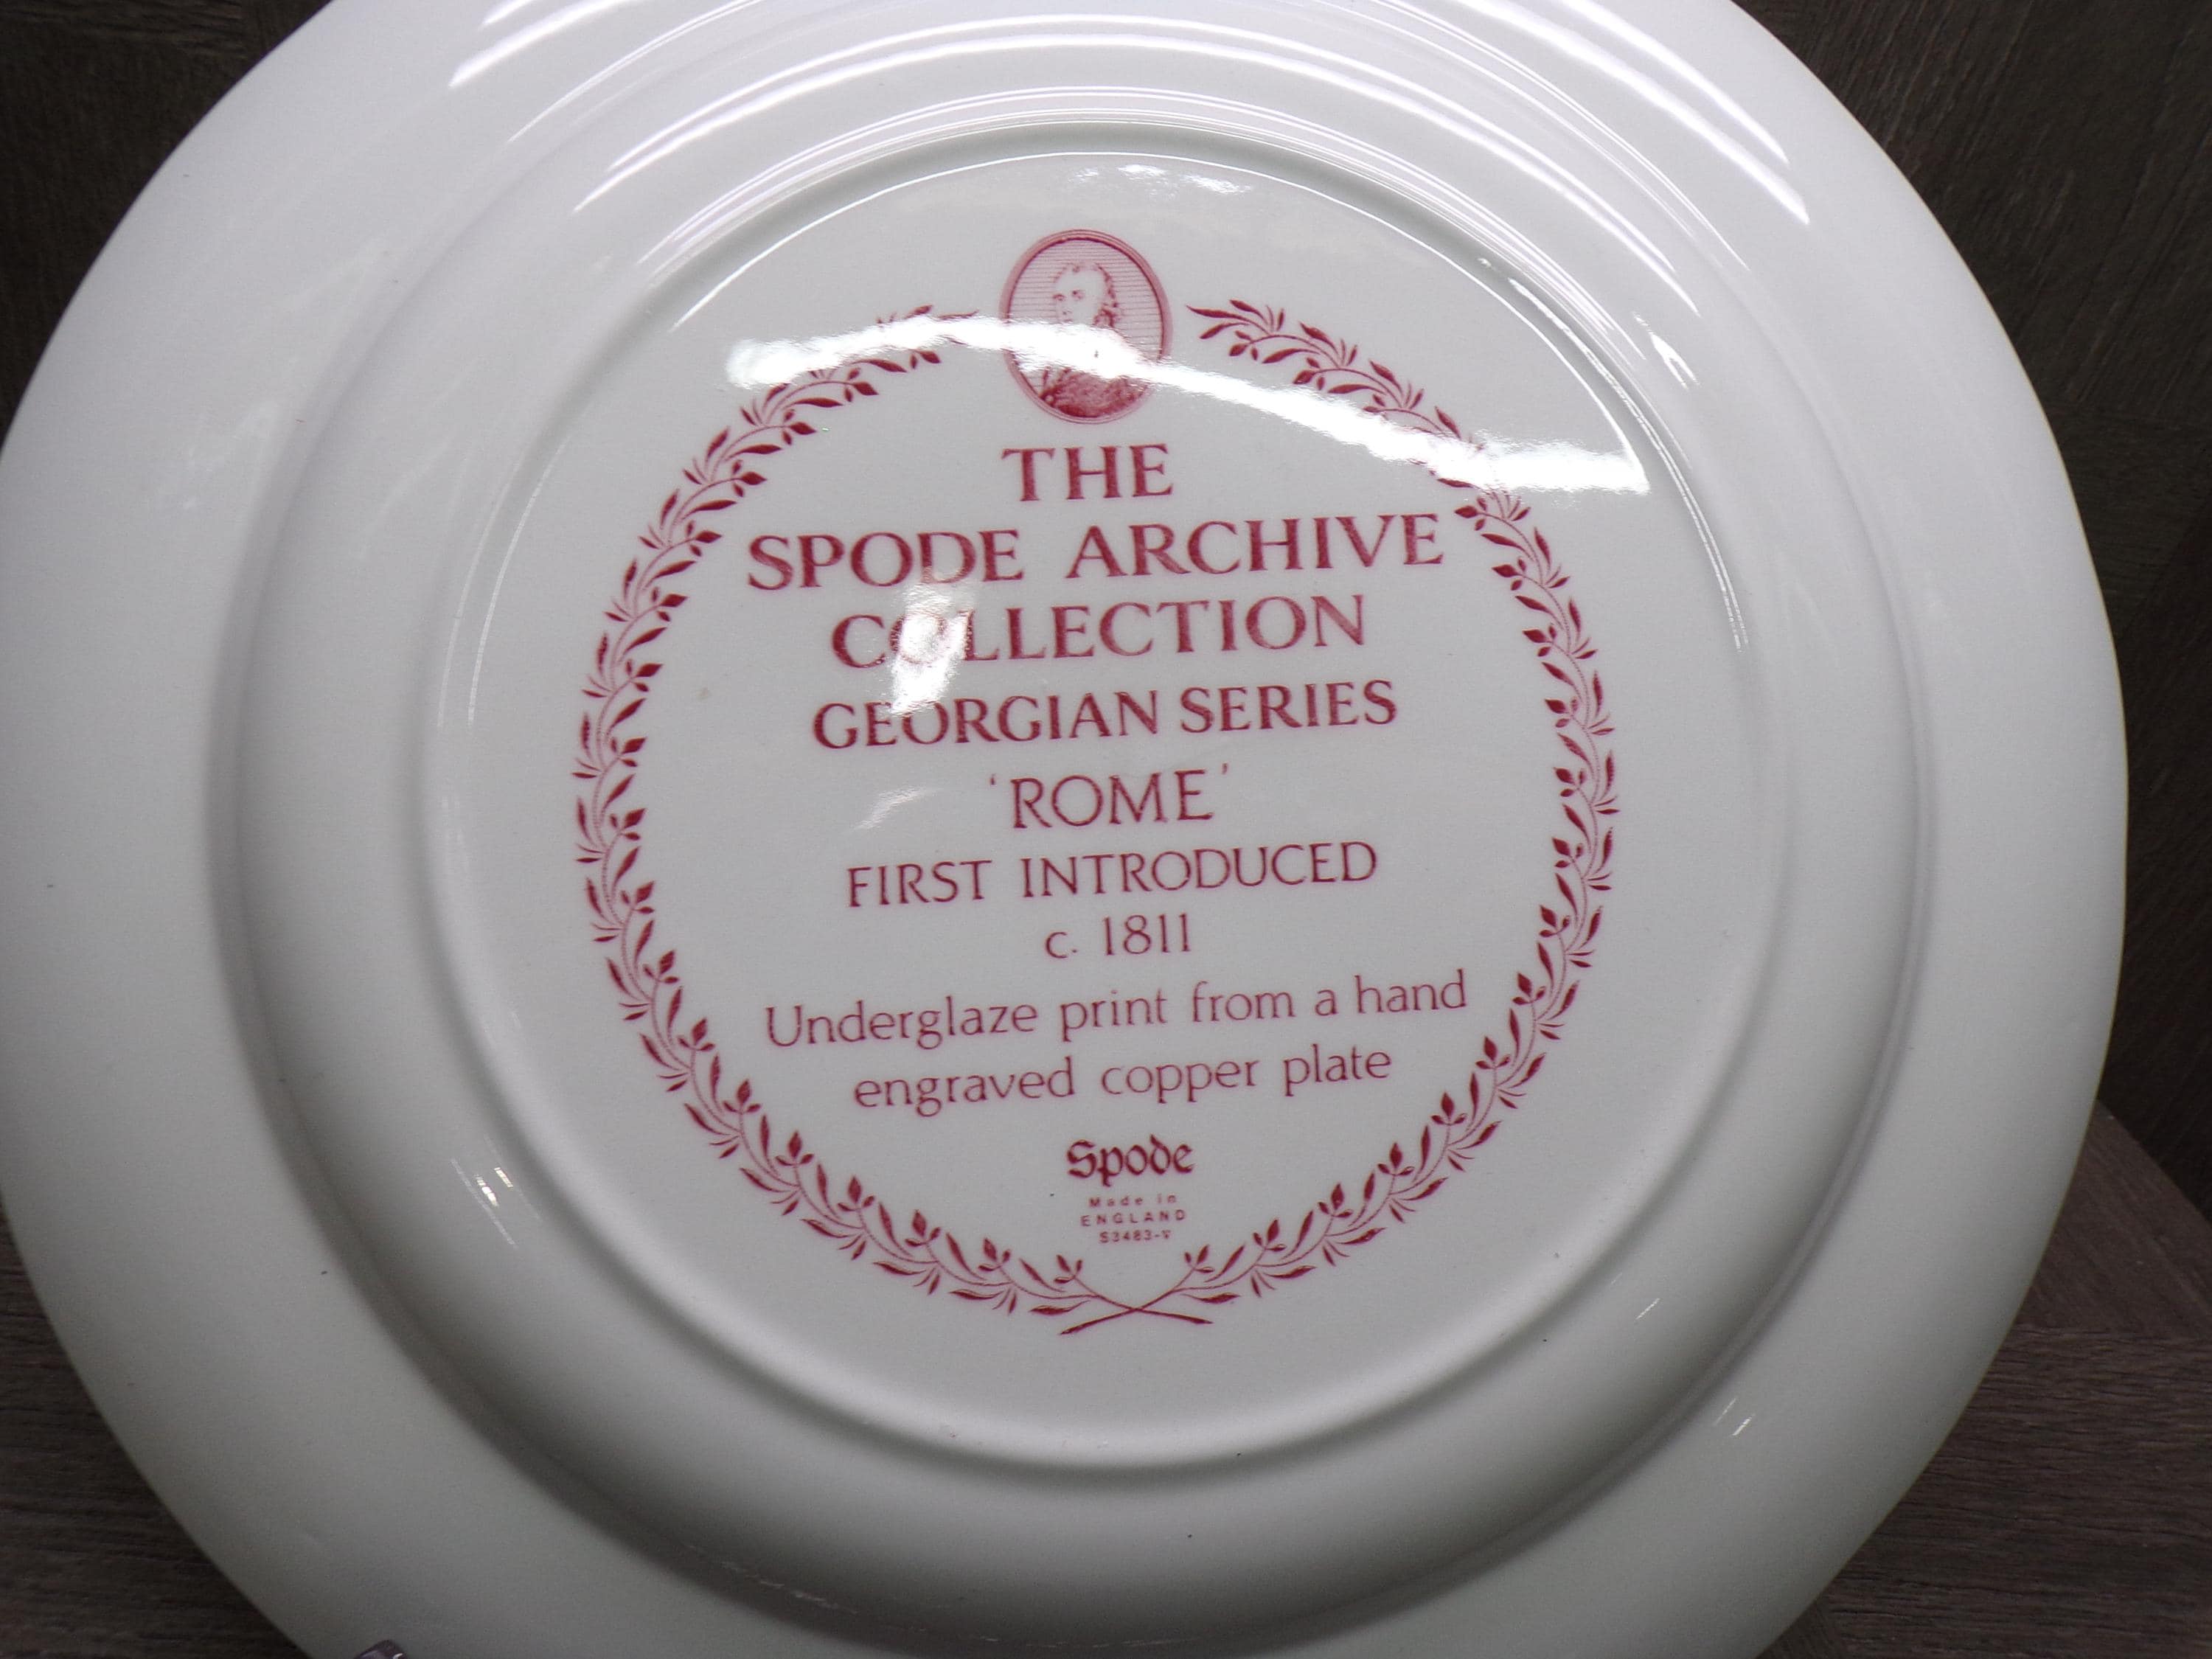 THE
SPODE ARCHIVE
COLLECTION
GEORGIAN SERIES
'ROME'
FIRST INTRODUCED
c. 1811
Underglaze print from a hand
engraved copper plate
Spode
Made in
ENGLAND
S3483-V